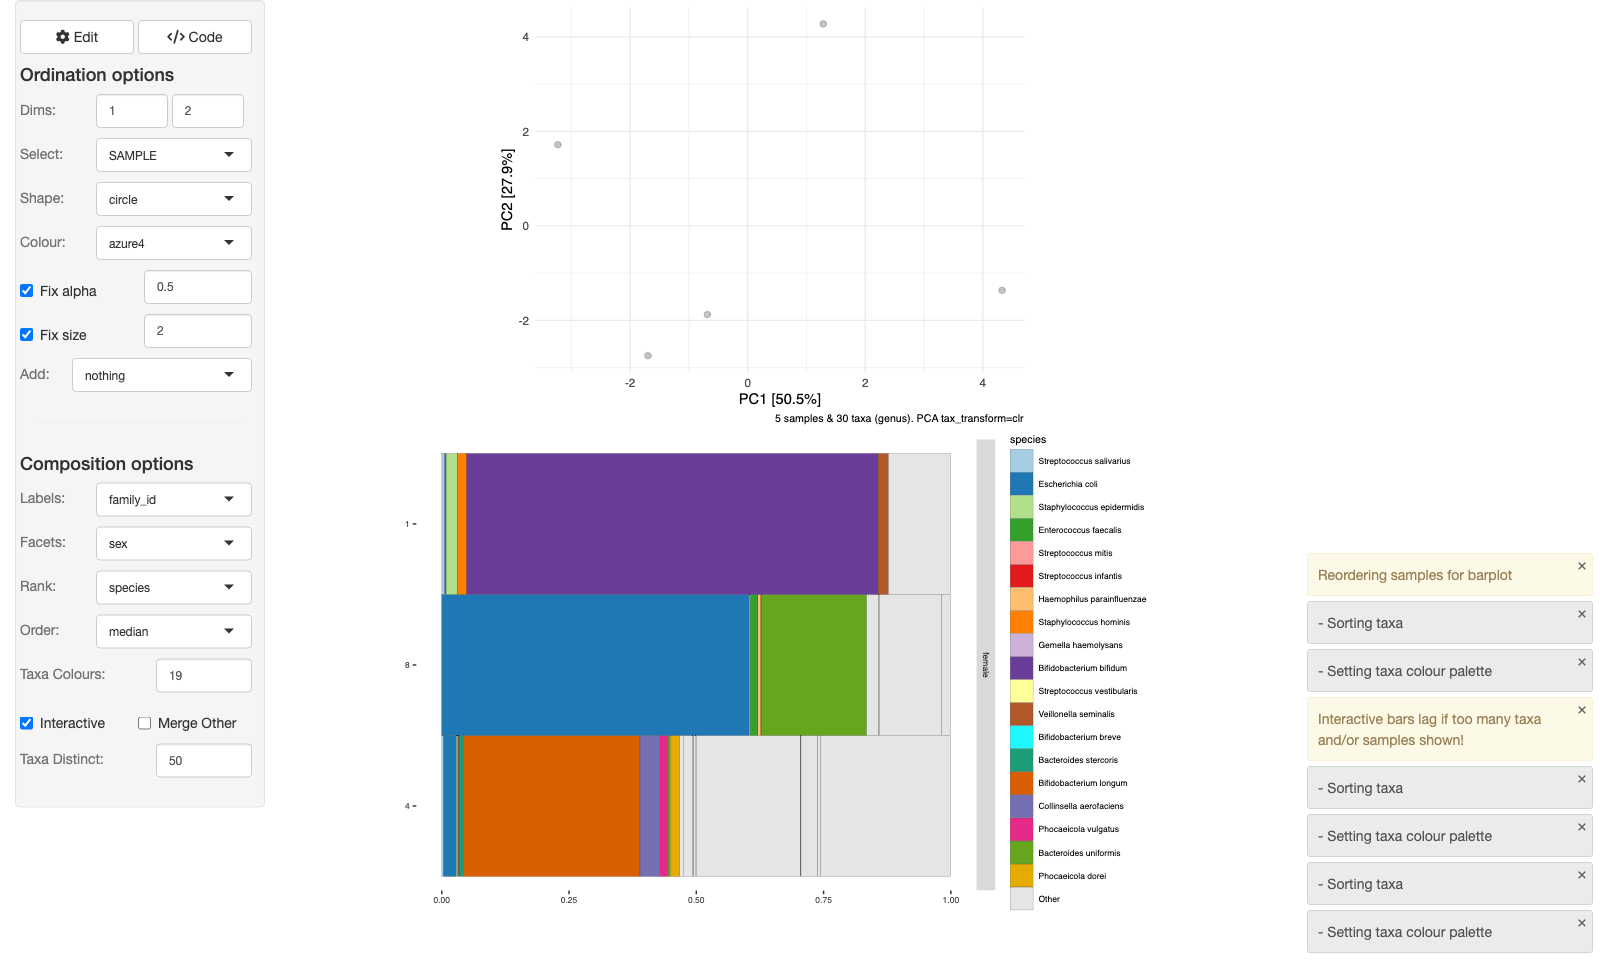 Edit
</> Code
Ordination options
Dims: 1 2
Select: SAMPLE
Shape: circle
Colour: azure4
Fix alpha 0.5
Fix size 2
Add: nothing
Composition options
Labels: family_id
Facets: sex
Rank: species
Order: median
Taxa Colours: 19
Interactive Merge Other
Taxa Distinct: 50
4
2
0
-2
PC2 [27.9%]
-2 0 2 4
PC1 [50.5%]
5 samples & 30 taxa (genus). PCA tax_transform=clr
1
8
4
0.00 0.25 0.50 0.75 1.00
female
species
Streptococcus salivarius
Escherichia coli
Staphylococcus epidermidis
Enterococcus faecalis
Streptococcus mitis
Streptococcus infantis
Haemophilus parainfluenzae
Staphylococcus hominis
Gemella haemolysans
Bifidobacterium bifidum
Streptococcus vestibularis
Veillonella seminalis
Bifidobacterium breve
Bacteroides stercoris
Bifidobacterium longum
Collinsella aerofaciens
Phocaeicola vulgatus
Bacteroides uniformis
Phocaeicola dorei
Other
Reordering samples for barplot ×
- Sorting taxa ×
- Setting taxa colour palette ×
Interactive bars lag if too many taxa ×
and/or samples shown!
- Sorting taxa ×
- Setting taxa colour palette ×
- Sorting taxa ×
- Setting taxa colour palette ×